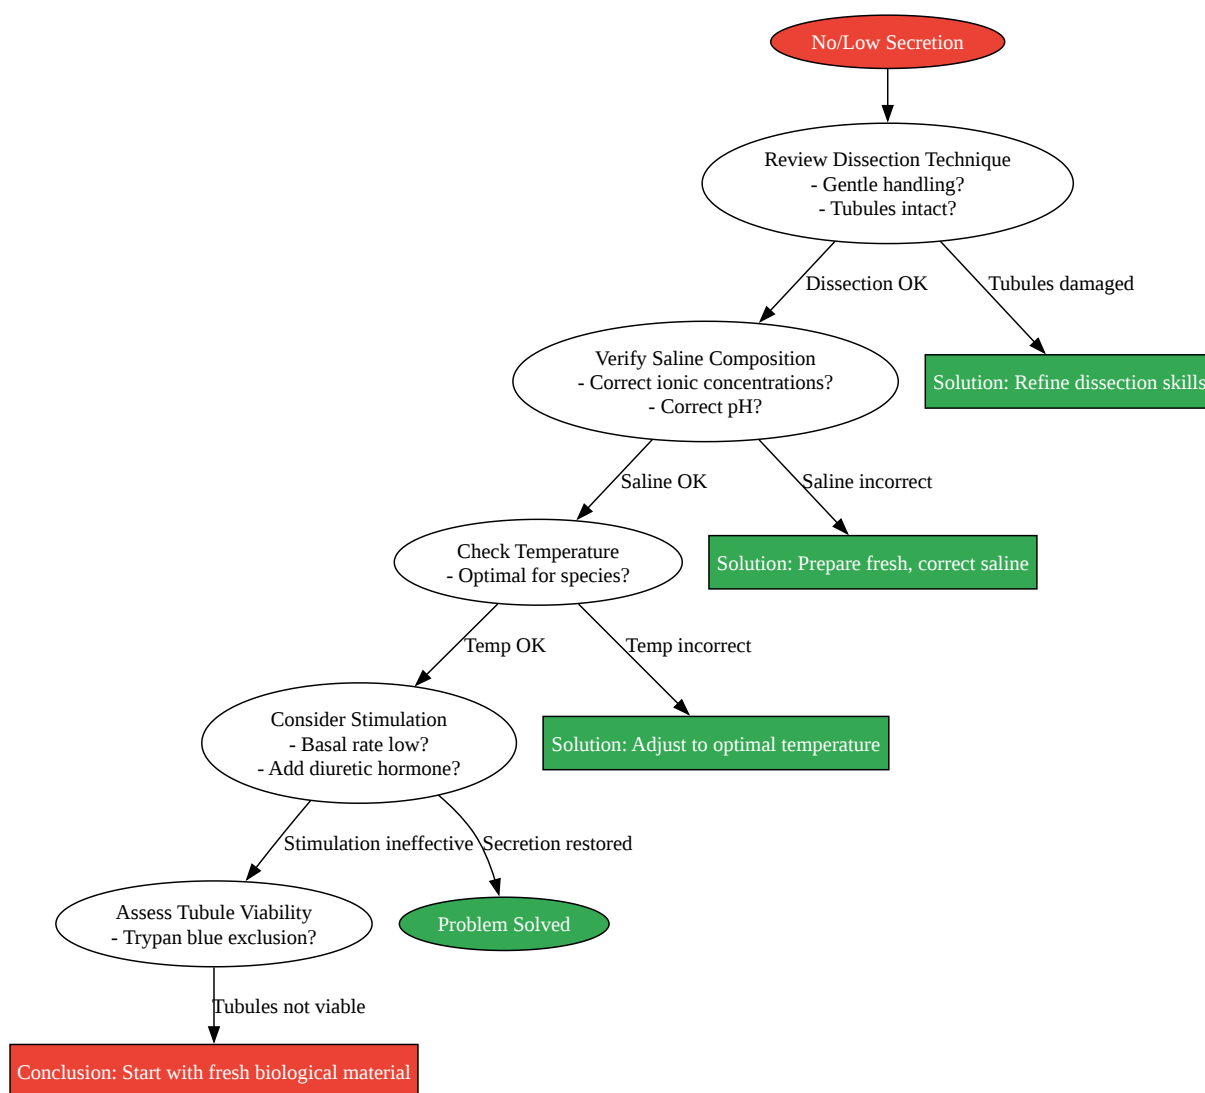 No/Low Secretion
Review Dissection Technique
- Gentle handling?
- Tubules intact?
Dissection OK
Tubules damaged
Verify Saline Composition
- Correct ionic concentrations?
- Correct pH?
Solution: Refine dissection skills
Saline OK
Saline incorrect
Check Temperature
- Optimal for species?
Solution: Prepare fresh, correct saline
Temp OK
Temp incorrect
Consider Stimulation
- Basal rate low?
- Add diuretic hormone?
Solution: Adjust to optimal temperature
Stimulation ineffective
Secretion restored
Assess Tubule Viability
- Trypan blue exclusion?
Problem Solved
Tubules not viable
Conclusion: Start with fresh biological material